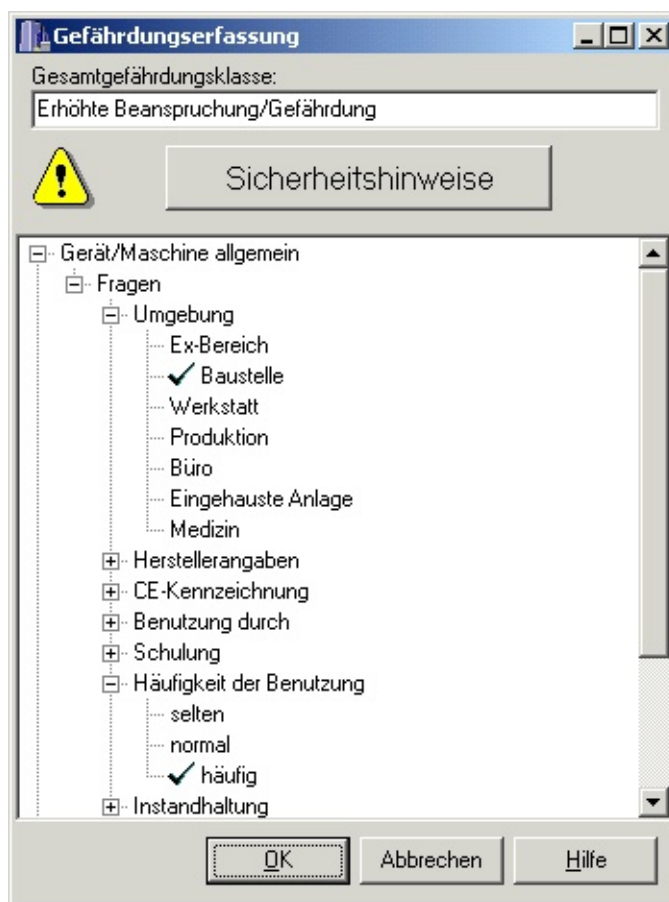 Gefährdungserfassung
Gesamtgefährdungsklasse:
Erhöhte Beanspruchung/Gefährdung
Sicherheitshinweise
Gerät/Maschine allgemein
Fragen
Umgebung
Ex-Bereich
Baustelle
Werkstatt
Produktion
Büro
Eingehauste Anlage
Medizin
Herstellerangaben
CE-Kennzeichnung
Benutzung durch
Schulung
Häufigkeit der Benutzung
selten
normal
häufig
Instandhaltung
OK Abbrechen Hilfe